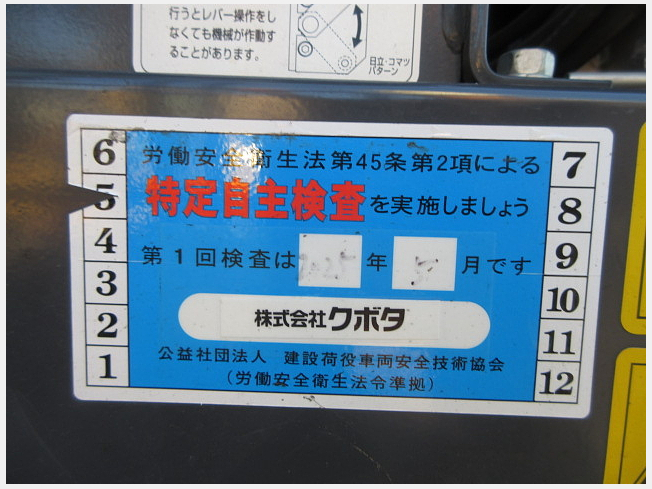 行うとレバー操作をし
なくても機械が作動す
ることがあります。
日立・コマツ
パターン
6
5
4
3
2
1
労働安全衛生法第45条第2項による
特定自主検査を実施しましょう
第1回検査は2025年 月です
株式会社クボタ
公益社団法人 建設荷役車両安全技術協会
(労働安全衛生法令準拠)
7
8
9
10
11
12